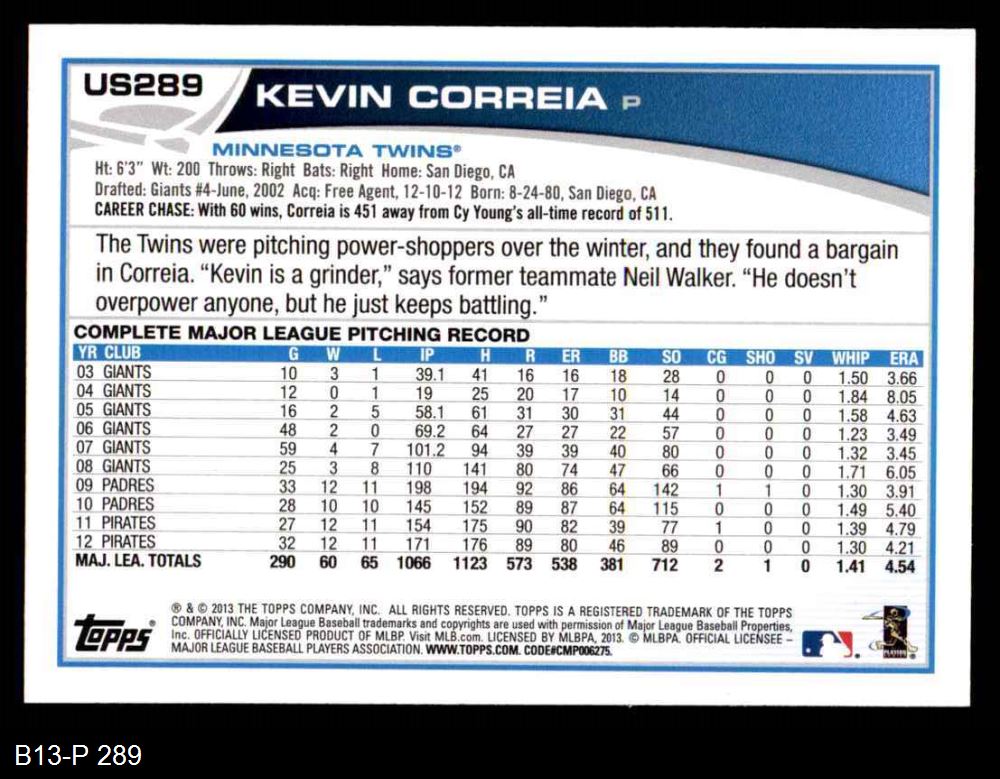 US289
KEVIN CORREIA P
MINNESOTA TWINS®
Ht: 6'3" Wt: 200 Throws: Right Bats: Right Home: San Diego, CA
Drafted: Giants #4-June, 2002 Acq: Free Agent, 12-10-12 Born: 8-24-80, San Diego, CA
CAREER CHASE: With 60 wins, Correia is 451 away from Cy Young's all-time record of 511.
The Twins were pitching power-shoppers over the winter, and they found a bargain
in Correia. “Kevin is a grinder,” says former teammate Neil Walker. “He doesn't
overpower anyone, but he just keeps battling.”
COMPLETE MAJOR LEAGUE PITCHING RECORD
YR CLUB G W L IP H R ER BB SO CG SHO SV WHIP ERA
03 GIANTS 10 3 1 39.1 41 16 16 18 28 0 0 0 1.50 3.66
04 GIANTS 12 0 1 19 25 20 17 10 14 0 0 0 1.84 8.05
05 GIANTS 16 2 5 58.1 61 31 30 31 44 0 0 0 1.58 4.63
06 GIANTS 48 2 0 69.2 64 27 27 22 57 0 0 0 1.23 3.49
07 GIANTS 59 4 7 101.2 94 39 39 40 80 0 0 0 1.32 3.45
08 GIANTS 25 3 8 110 141 80 74 47 66 0 0 0 1.71 6.05
09 PADRES 33 12 11 198 194 92 86 64 142 1 1 0 1.30 3.91
10 PADRES 28 10 10 145 152 89 87 64 115 0 0 0 1.49 5.40
11 PIRATES 27 12 11 154 175 90 82 39 77 1 0 0 1.39 4.79
12 PIRATES 32 12 11 171 176 89 80 46 89 0 0 0 1.30 4.21
MAJ. LEA. TOTALS 290 60 65 1066 1123 573 538 381 712 2 1 0 1.41 4.54
® & © 2013 THE TOPPS COMPANY, INC. ALL RIGHTS RESERVED. TOPPS IS A REGISTERED TRADEMARK OF THE TOPPS
COMPANY, INC. Major League Baseball trademarks and copyrights are used with permission of Major League Baseball Properties,
Inc. OFFICIALLY LICENSED PRODUCT OF MLBP. Visit MLB.com. LICENSED BY MLBPA, 2013. © MLBPA. OFFICIAL LICENSEE –
MAJOR LEAGUE BASEBALL PLAYERS ASSOCIATION. WWW.TOPPS.COM. CODE#CMP006275.
Topps®
B13-P 289